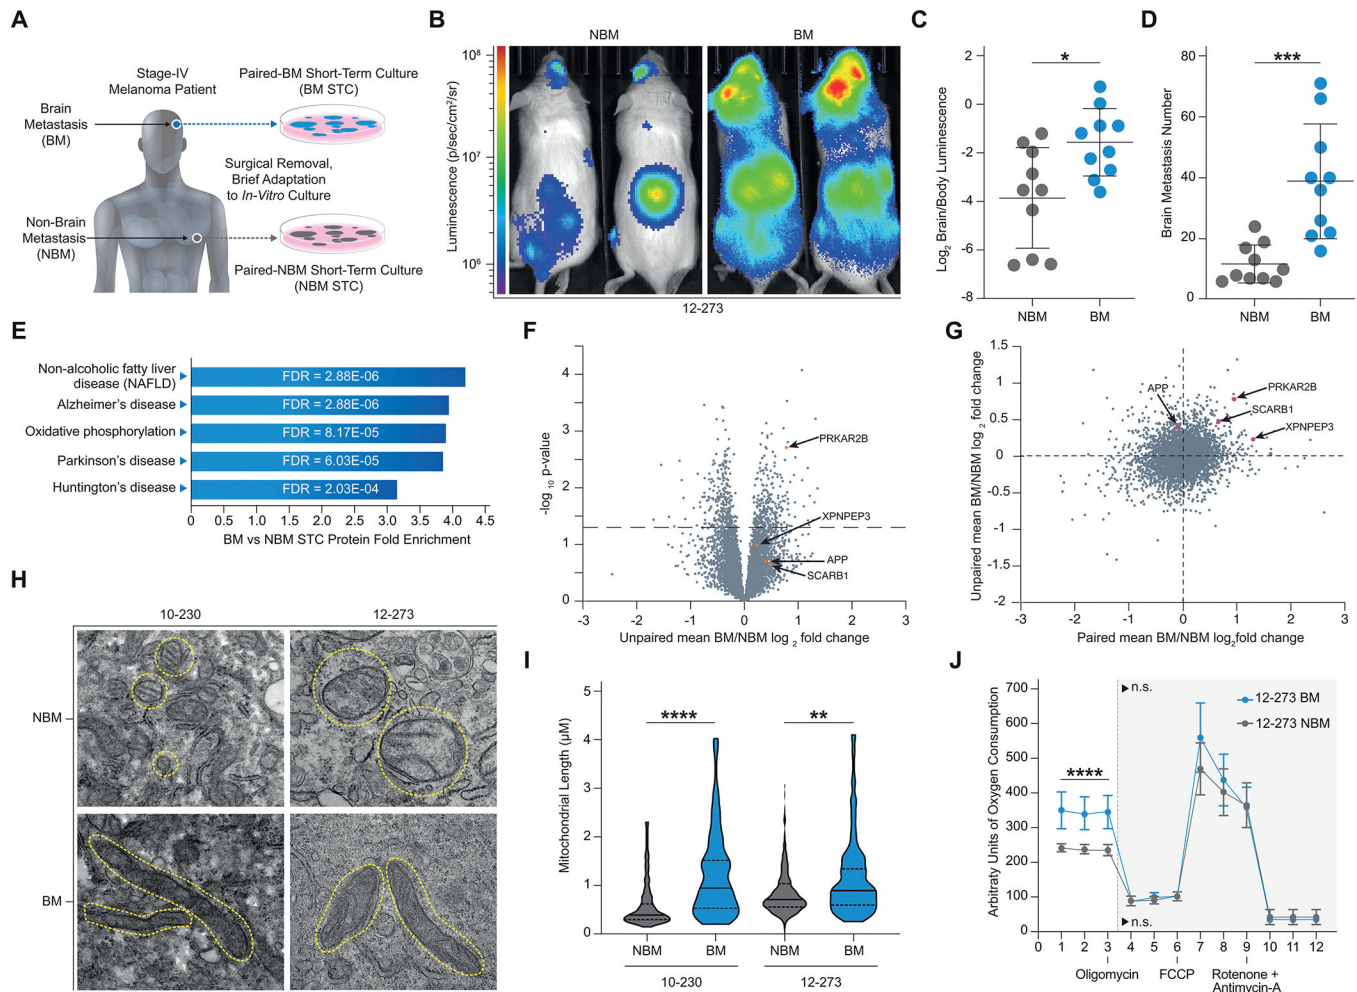 A
Stage-IV
Melanoma Patient
Paired-BM Short-Term Culture
(BM STC)
Brain
Metastasis
(BM)
Surgical Removal,
Brief Adaptation
to In-Vitro Culture
Non-Brain
Metastasis
(NBM)
Paired-NBM Short-Term Culture
(NBM STC)
B
NBM
BM
Luminescence (p/sec/cm²/sr)
10⁸
10⁷
10⁶
12-273
C
*
Log₂ Brain/Body Luminescence
2
0
-2
-4
-6
-8
NBM
BM
D
***
Brain Metastasis Number
80
60
40
20
0
NBM
BM
E
Non-alcoholic fatty liver
disease (NAFLD)
FDR = 2.88E-06
Alzheimer's disease
FDR = 2.88E-06
Oxidative phosphorylation
FDR = 8.17E-05
Parkinson's disease
FDR = 6.03E-05
Huntington's disease
FDR = 2.03E-04
0 0.5 1.0 1.5 2.0 2.5 3.0 3.5 4.0 4.5
BM vs NBM STC Protein Fold Enrichment
F
-log ₁₀ p-value
5
4
3
2
1
0
PRKAR2B
XPNPEP3
APP
SCARB1
-3 -2 -1 0 1 2 3
Unpaired mean BM/NBM log ₂ fold change
G
Unpaired mean BM/NBM log ₂ fold change
1.5
1
0.5
0
-0.5
-1
-1.5
-2
APP
PRKAR2B
SCARB1
XPNPEP3
-3 -2 -1 0 1 2 3
Paired mean BM/NBM log₂fold change
H
10-230
12-273
NBM
BM
I
Mitochondrial Length (µM)
5
4
3
2
1
0
****
**
NBM
BM
NBM
BM
10-230
12-273
J
Arbitraty Units of Oxygen Consumption
700
600
500
400
300
200
100
0
n.s.
12-273 BM
12-273 NBM
****
n.s.
0 1 2 3 4 5 6 7 8 9 10 11 12
Oligomycin
FCCP
Rotenone +
Antimycin-A